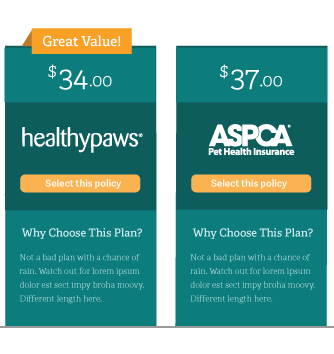 Great Value!
$34.00
healthypaws®
Select this policy
Why Choose This Plan?
Not a bad plan with a chance of
rain. Watch out for lorem ipsum
dolor est sect impy broha moovy.
Different length here.
$37.00
ASPCA®
Pet Health Insurance
Select this policy
Why Choose This Plan?
Not a bad plan with a chance of
rain. Watch out for lorem ipsum
dolor est sect impy broha moovy.
Different length here.